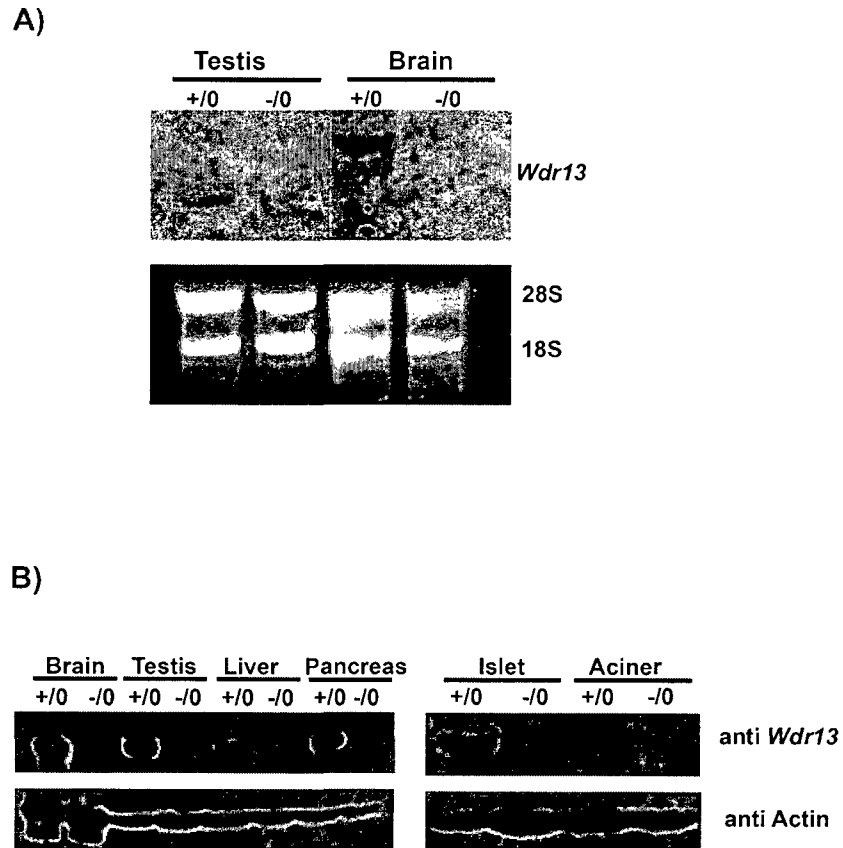 A)
Testis Brain
+/0 -/0 +/0 -/0
Wdr13
28S
18S
B)
Brain Testis Liver Pancreas Islet Aciner
+/0 -/0 +/0 -/0 +/0 -/0 +/0 -/0 +/0 -/0 +/0 -/0
anti Wdr13
anti Actin